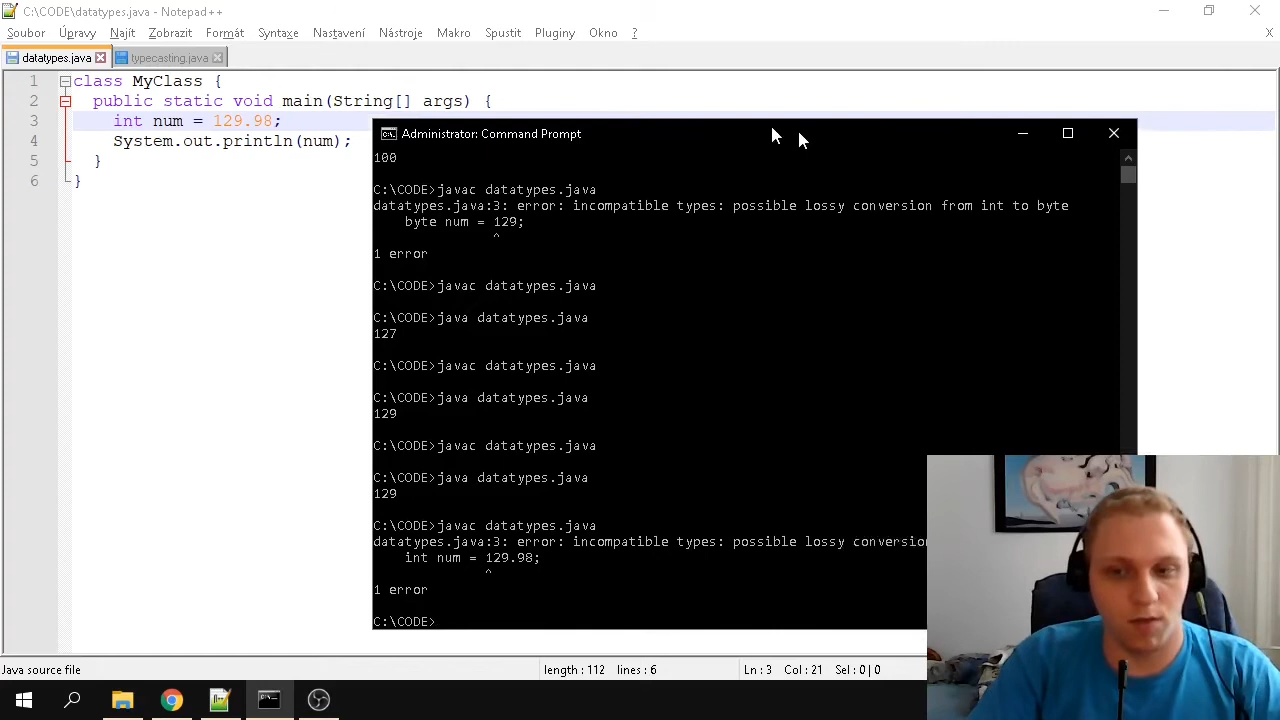 C:\CODE\datatypes.java - Notepad++
Soubor Úpravy Najít Zobrazit Formát Syntaxe Nastavení Nástroje Makro Spustit Pluginy Okno ? X
datatypes.java typecasting.java
1 class MyClass {
2 public static void main(String[] args) {
3 int num = 129.98;
4 System.out.println(num);
5 }
6 }
Administrator: Command Prompt
100
C:\CODE>javac datatypes.java
datatypes.java:3: error: incompatible types: possible lossy conversion from int to byte
byte num = 129;
^
1 error
C:\CODE>javac datatypes.java
C:\CODE>java datatypes.java
127
C:\CODE>javac datatypes.java
C:\CODE>java datatypes.java
129
C:\CODE>javac datatypes.java
C:\CODE>java datatypes.java
129
C:\CODE>javac datatypes.java
datatypes.java:3: error: incompatible types: possible lossy conversion
int num = 129.98;
^
1 error
C:\CODE>
Java source file length : 112 lines : 6 Ln : 3 Col : 21 Sel : 0 | 0